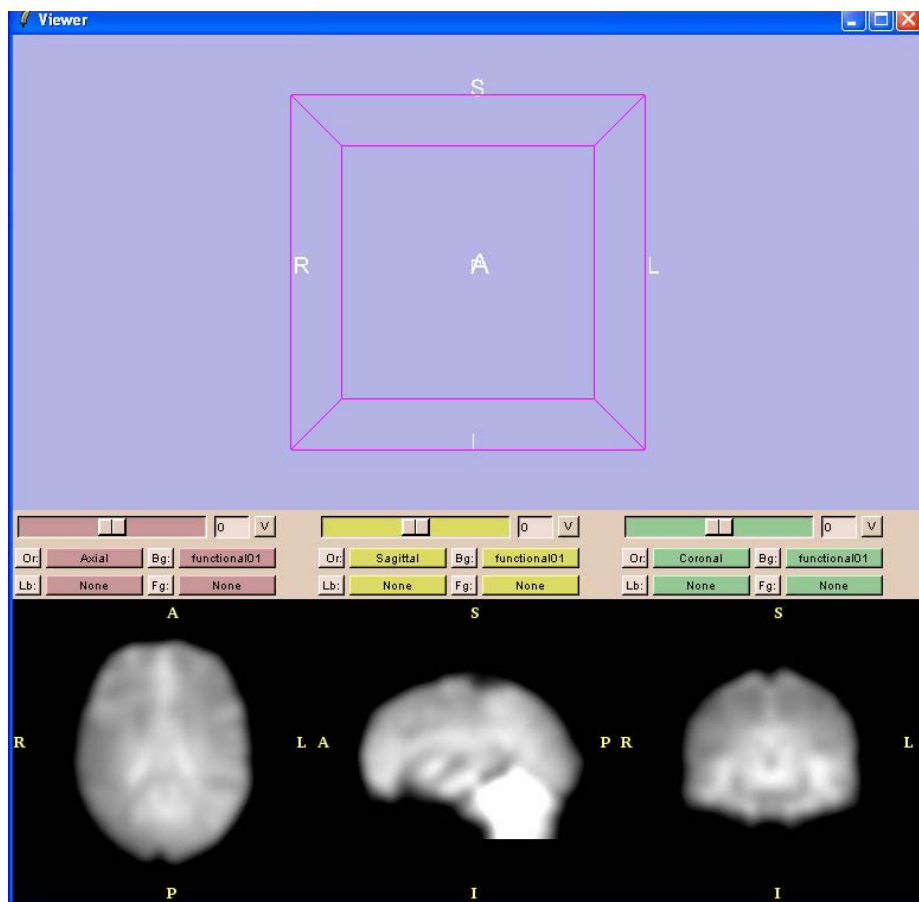 Viewer
S
R A L
I
0 V 0 V 0 V
Or: Axial Bg: functional01 Or: Sagittal Bg: functional01 Or: Coronal Bg: functional01
Lb: None Fg: None Lb: None Fg: None Lb: None Fg: None
A S S
R L A P R L
P I I